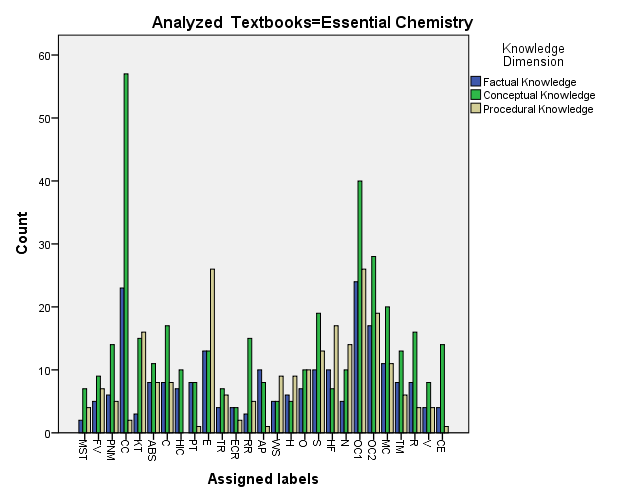 Analyzed Textbooks=Essential Chemistry
Knowledge
Dimension
Factual Knowledge
Conceptual Knowledge
Procedural Knowledge
60
50
40
30
20
10
0
Count
MST
EV
PNM
CC
KT
ABS
C
HIC
PT
E
TR
ECR
RR
AP
WS
H
O
S
HF
N
OC1
OC2
MC
TM
R
V
CE
Assigned labels